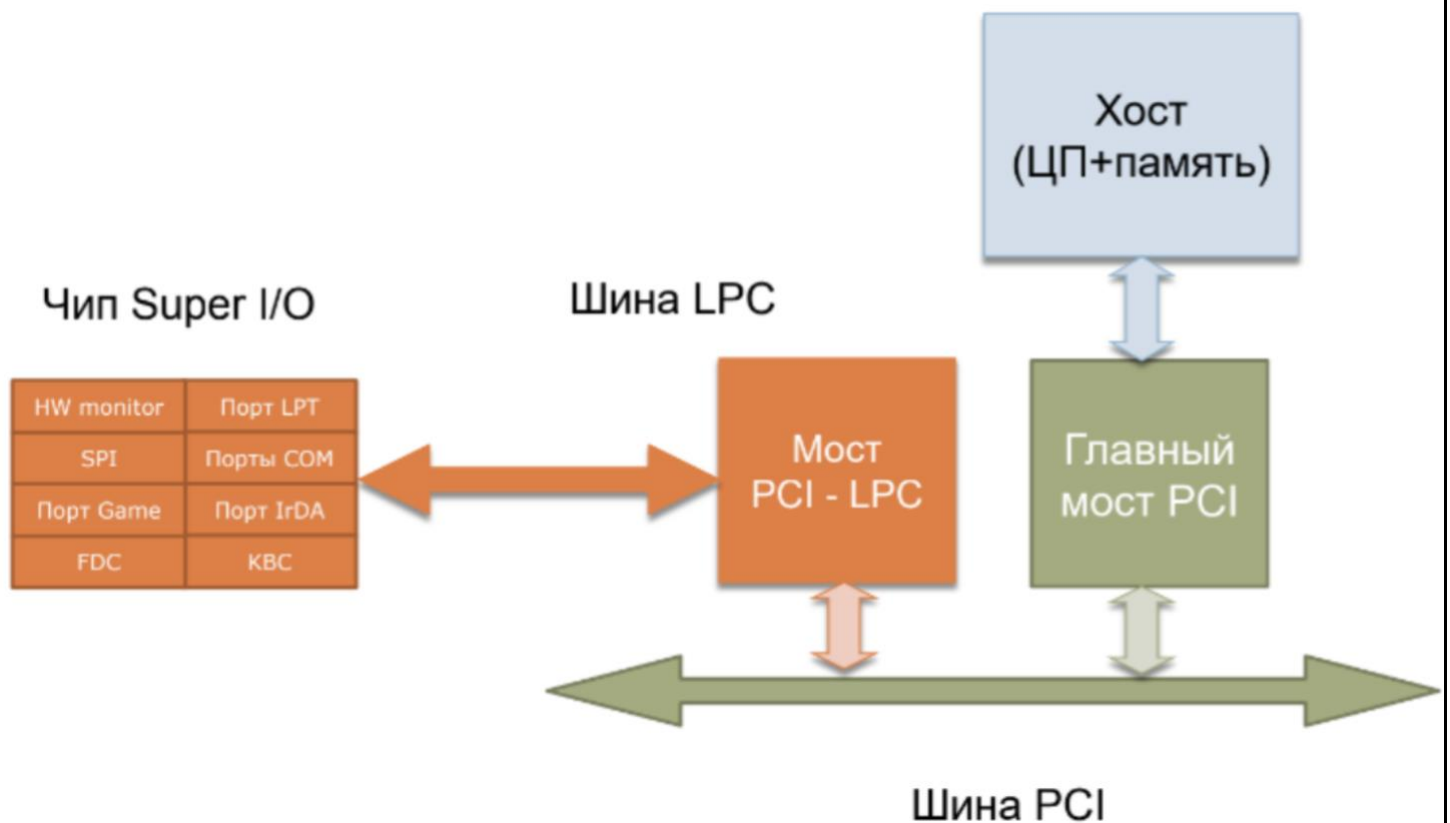 Хост
(ЦП+память)
Чип Super I/O
Шина LPC
HW monitor
Порт LPT
SPI
Порты COM
Порт Game
Порт IrDA
FDC
KBC
Мост
PCI - LPC
Главный
мост PCI
Шина PCI